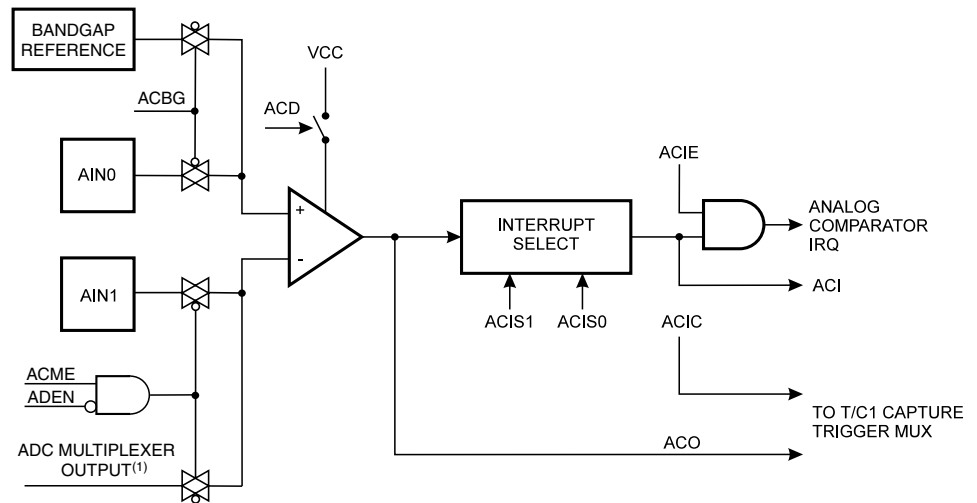 BANDGAP
REFERENCE
VCC
ACBG
ACD
AIN0
ACIE
+
INTERRUPT
SELECT
ANALOG
COMPARATOR
IRQ
-
AIN1
ACI
ACIS1
ACIS0
ACIC
ACME
ADEN
TO T/C1 CAPTURE
TRIGGER MUX
ADC MULTIPLEXER
OUTPUT(1)
ACO